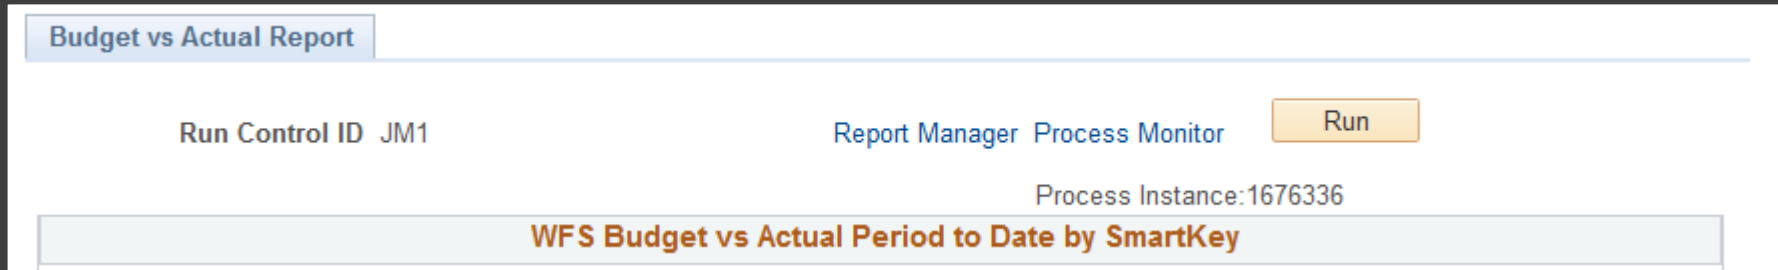 Budget vs Actual Report
Run Control ID JM1 Report Manager Process Monitor Run
Process Instance:1676336
WFS Budget vs Actual Period to Date by SmartKey